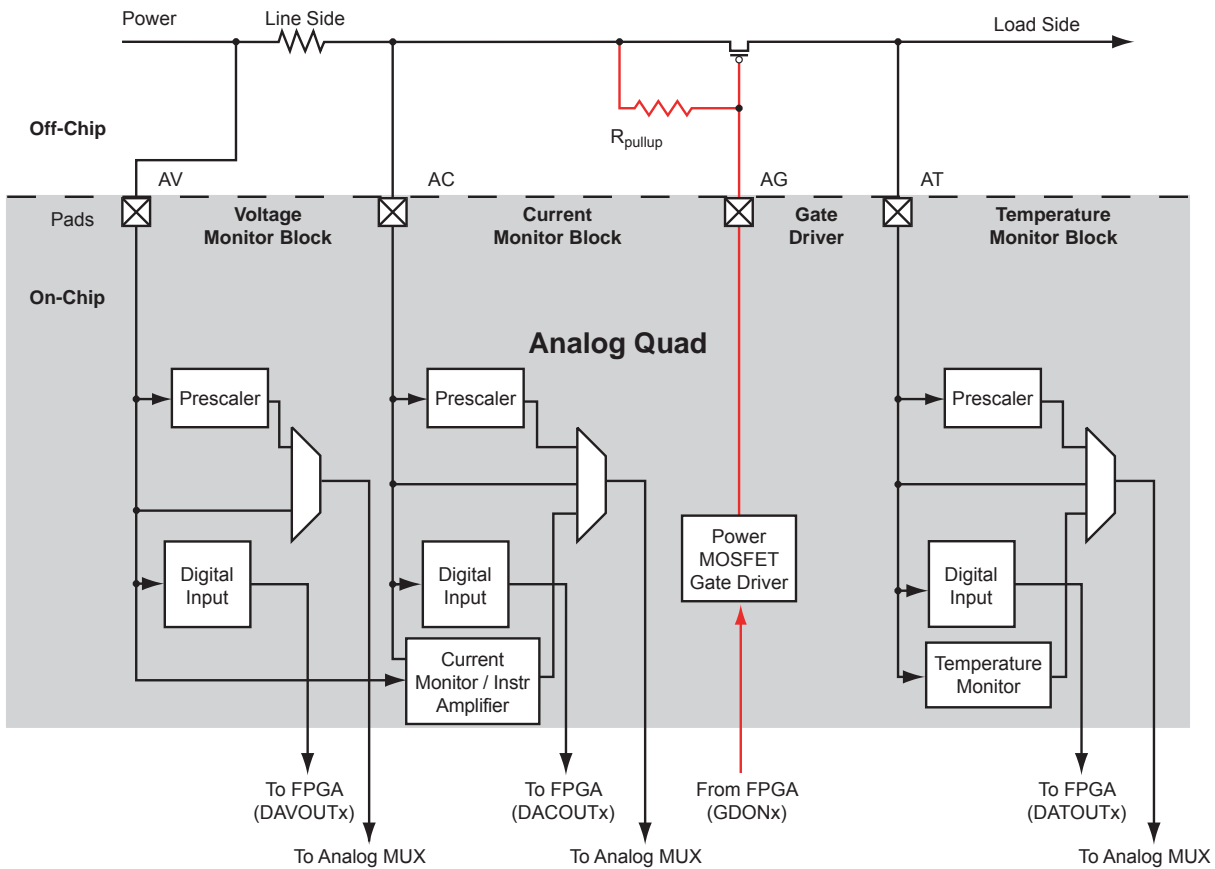 Power
Line Side
Load Side
Off-Chip
Rpullup
AV
AC
AG
AT
Pads
Voltage
Monitor Block
Current
Monitor Block
Gate
Driver
Temperature
Monitor Block
On-Chip
Analog Quad
Prescaler
Prescaler
Prescaler
Digital
Input
Digital
Input
Power
MOSFET
Gate Driver
Digital
Input
Current
Monitor / Instr
Amplifier
Temperature
Monitor
To FPGA
(DAVOUTx)
To FPGA
(DACOUTx)
From FPGA
(GDONx)
To FPGA
(DATOUTx)
To Analog MUX
To Analog MUX
To Analog MUX